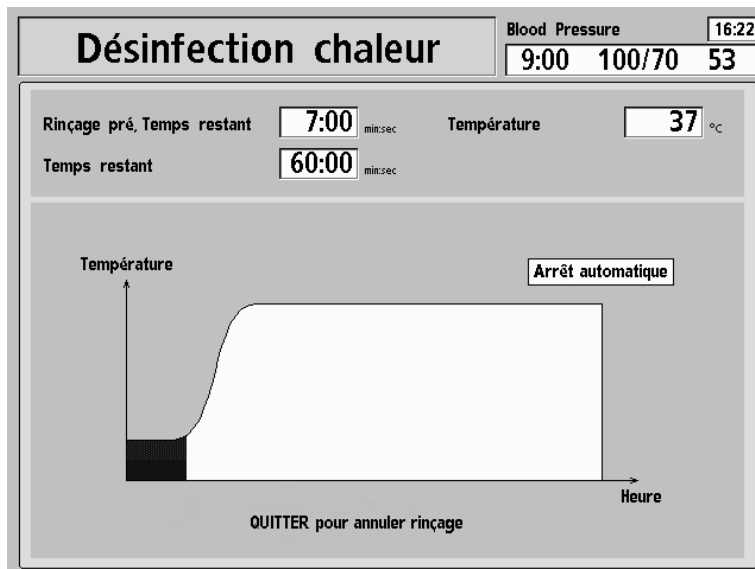 Désinfection chaleur
Blood Pressure 16:22
9:00 100/70 53
Rinçage pré, Temps restant 7:00 min:sec Température 37 °C
Temps restant 60:00 min:sec
Température
Arrêt automatique
Heure
QUITTER pour annuler rinçage